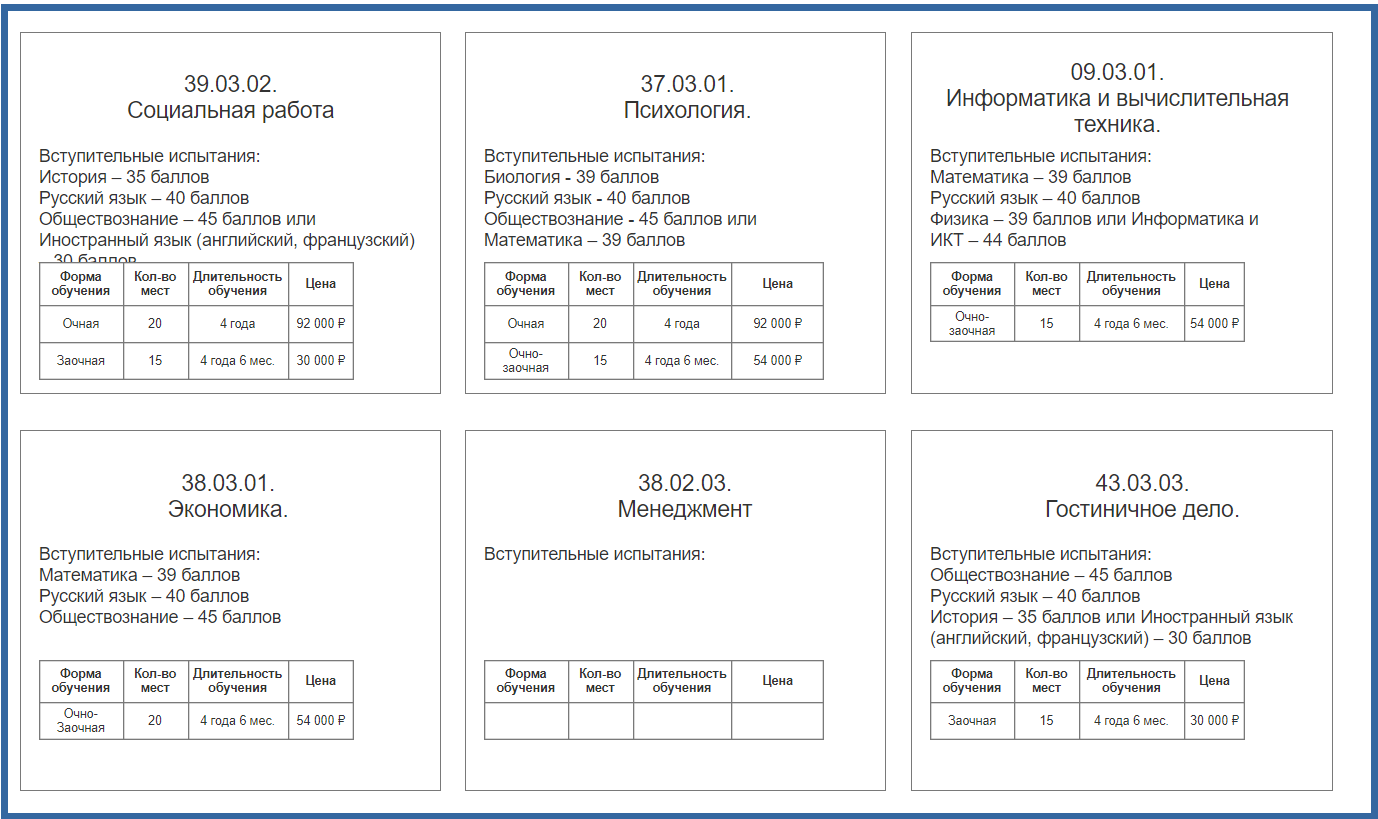 39.03.02.
Социальная работа
Вступительные испытания:
История – 35 баллов
Русский язык – 40 баллов
Обществознание – 45 баллов или
Иностранный язык (английский, французский)
– 30 баллов
Форма обучения Кол-во мест Длительность обучения Цена
Очная 20 4 года 92 000 ₽
Заочная 15 4 года 6 мес. 30 000 ₽
37.03.01.
Психология.
Вступительные испытания:
Биология - 39 баллов
Русский язык - 40 баллов
Обществознание - 45 баллов или
Математика – 39 баллов
Форма обучения Кол-во мест Длительность обучения Цена
Очная 20 4 года 92 000 ₽
Очно-заочная 15 4 года 6 мес. 54 000 ₽
09.03.01.
Информатика и вычислительная
техника.
Вступительные испытания:
Математика – 39 баллов
Русский язык – 40 баллов
Физика – 39 баллов или Информатика и
ИКТ – 44 баллов
Форма обучения Кол-во мест Длительность обучения Цена
Очно-заочная 15 4 года 6 мес. 54 000 ₽
38.03.01.
Экономика.
Вступительные испытания:
Математика – 39 баллов
Русский язык – 40 баллов
Обществознание – 45 баллов
Форма обучения Кол-во мест Длительность обучения Цена
Очно-Заочная 20 4 года 6 мес. 54 000 ₽
38.02.03.
Менеджмент
Вступительные испытания:
Форма обучения Кол-во мест Длительность обучения Цена
43.03.03.
Гостиничное дело.
Вступительные испытания:
Обществознание – 45 баллов
Русский язык – 40 баллов
История – 35 баллов или Иностранный язык
(английский, французский) – 30 баллов
Форма обучения Кол-во мест Длительность обучения Цена
Заочная 15 4 года 6 мес. 30 000 ₽